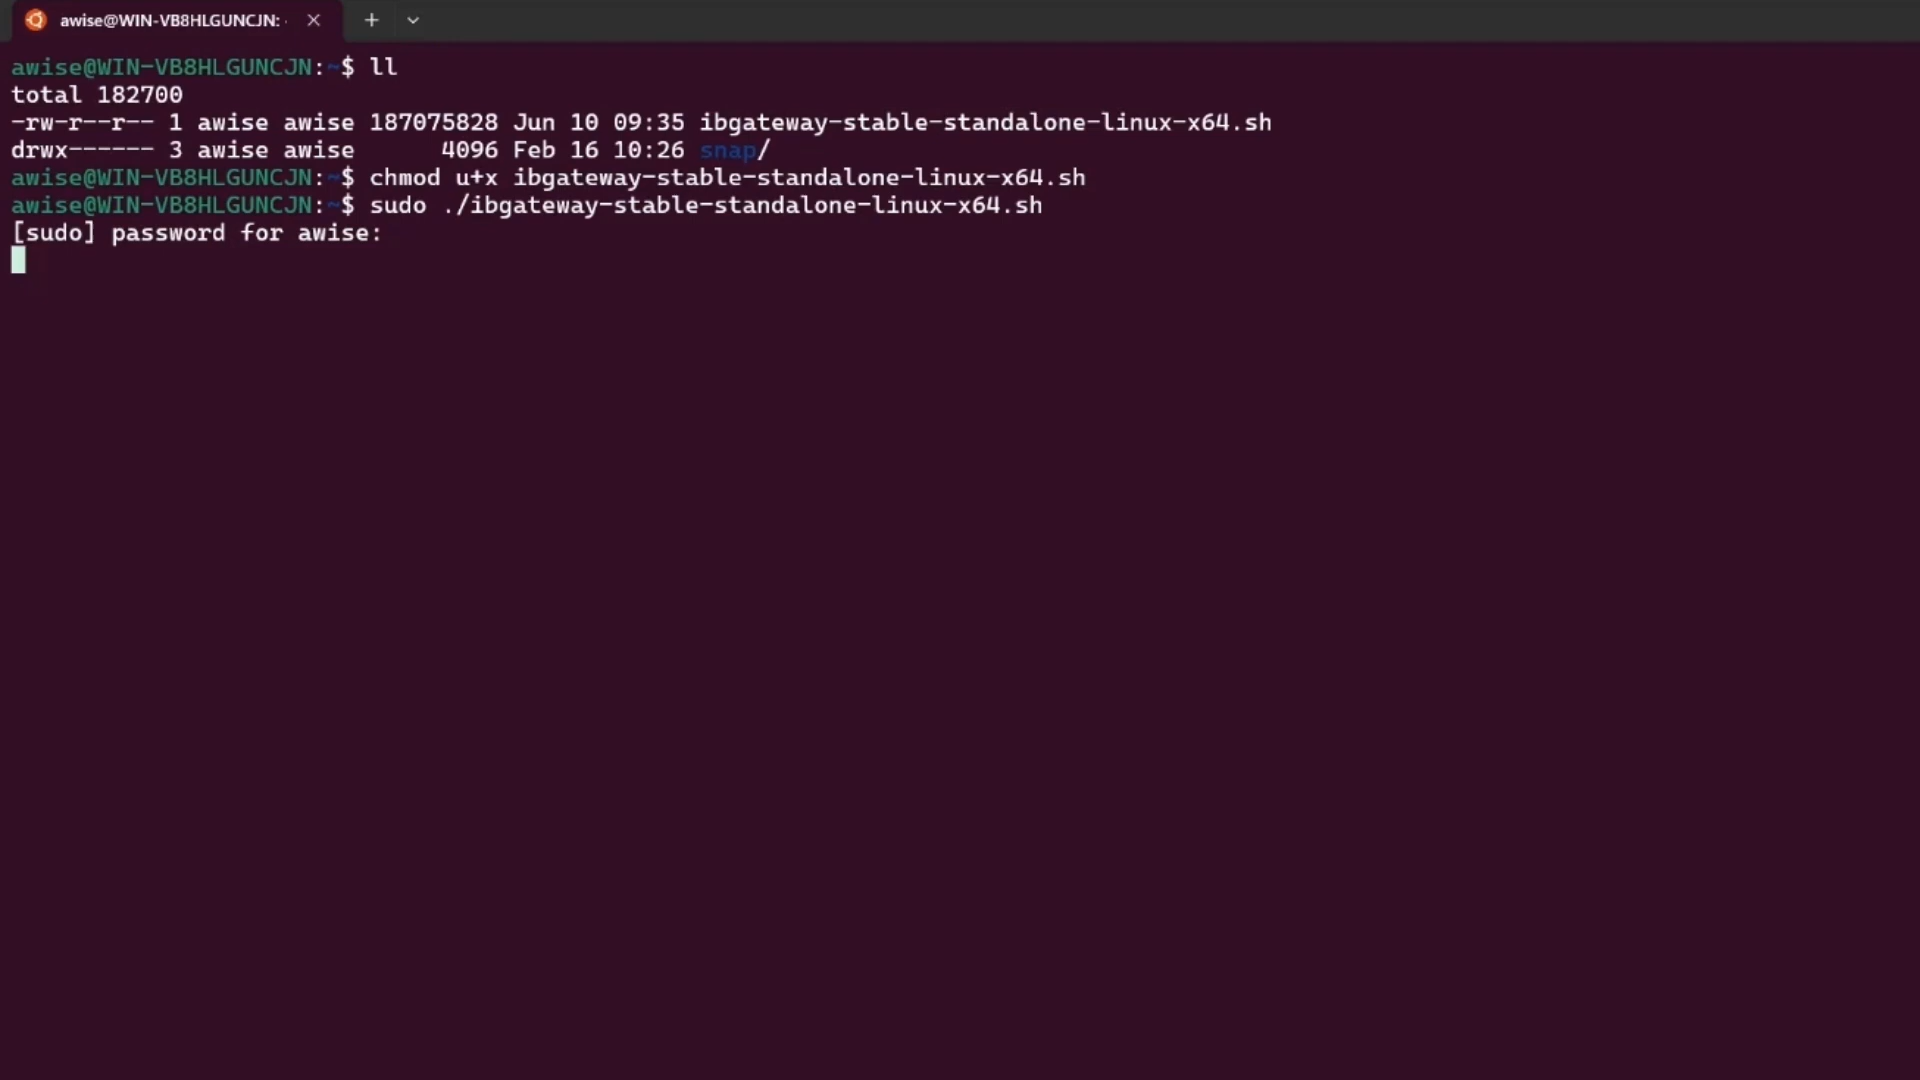 awise@WIN-VB8HLGUNCJN:
awise@WIN-VB8HLGUNCJN:~$ ll
total 182700
-rw-r--r-- 1 awise awise 187075828 Jun 10 09:35 ibgateway-stable-standalone-linux-x64.sh
drwx------ 3 awise awise      4096 Feb 16 10:26 snap/
awise@WIN-VB8HLGUNCJN:~$ chmod u+x ibgateway-stable-standalone-linux-x64.sh
awise@WIN-VB8HLGUNCJN:~$ sudo ./ibgateway-stable-standalone-linux-x64.sh
[sudo] password for awise: